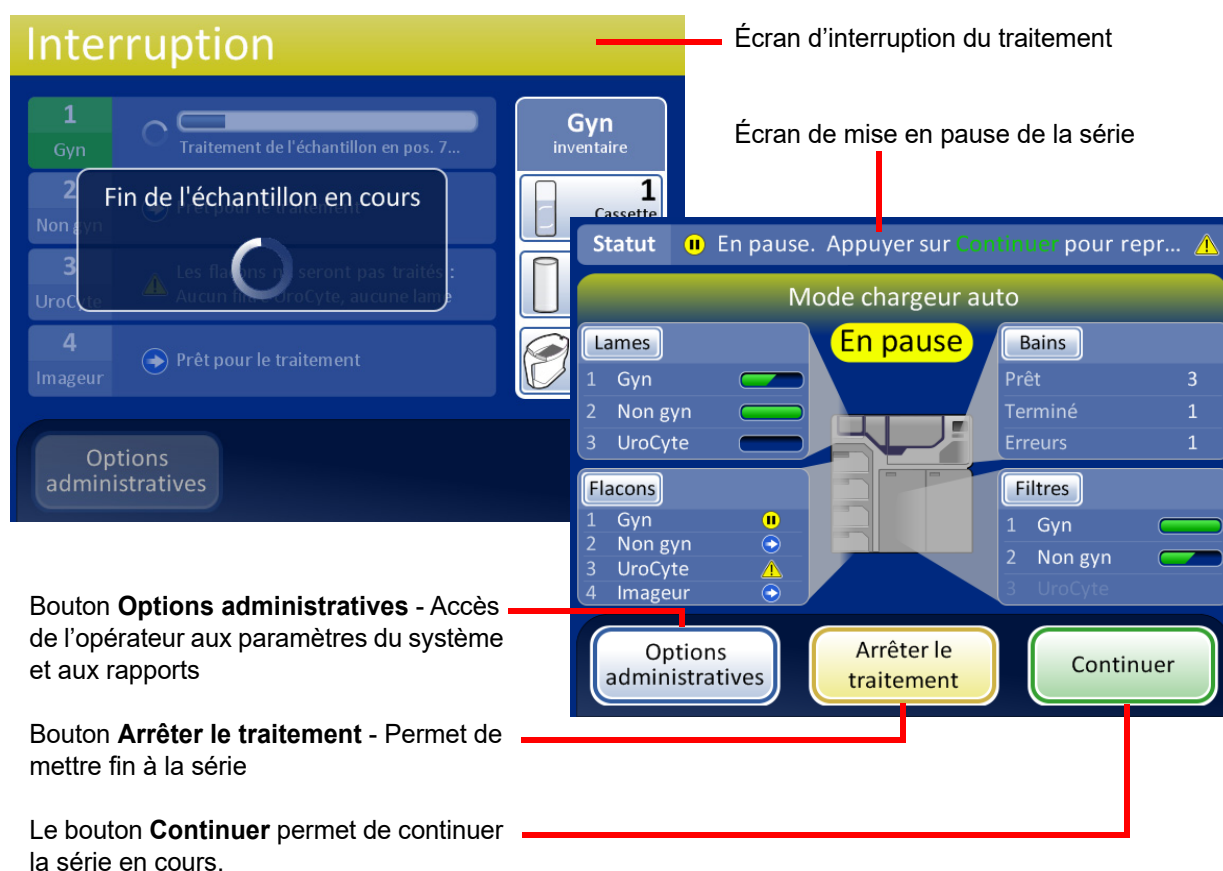 Interruption
Écran d'interruption du traitement
Écran de mise en pause de la série
1
Gyn
Traitement de l'échantillon en pos. 7...
2
Non gyn
Prêt pour le traitement
3
UroCyte
Les flacons ne seront pas traités :
Aucun filtre UroCyte, aucune lame
4
Imageur
Prêt pour le traitement
Fin de l'échantillon en cours
Gyn
inventaire
1
Cassette
Options
administratives
Statut En pause. Appuyer sur Continuer pour repr...
Mode chargeur auto
En pause
Lames
1 Gyn
2 Non gyn
3 UroCyte
Bains
Prêt 3
Terminé 1
Erreurs 1
Flacons
1 Gyn
2 Non gyn
3 UroCyte
4 Imageur
Filtres
1 Gyn
2 Non gyn
3 UroCyte
Options
administratives
Arrêter le
traitement
Continuer
Bouton Options administratives - Accès
de l'opérateur aux paramètres du système
et aux rapports
Bouton Arrêter le traitement - Permet de
mettre fin à la série
Le bouton Continuer permet de continuer
la série en cours.